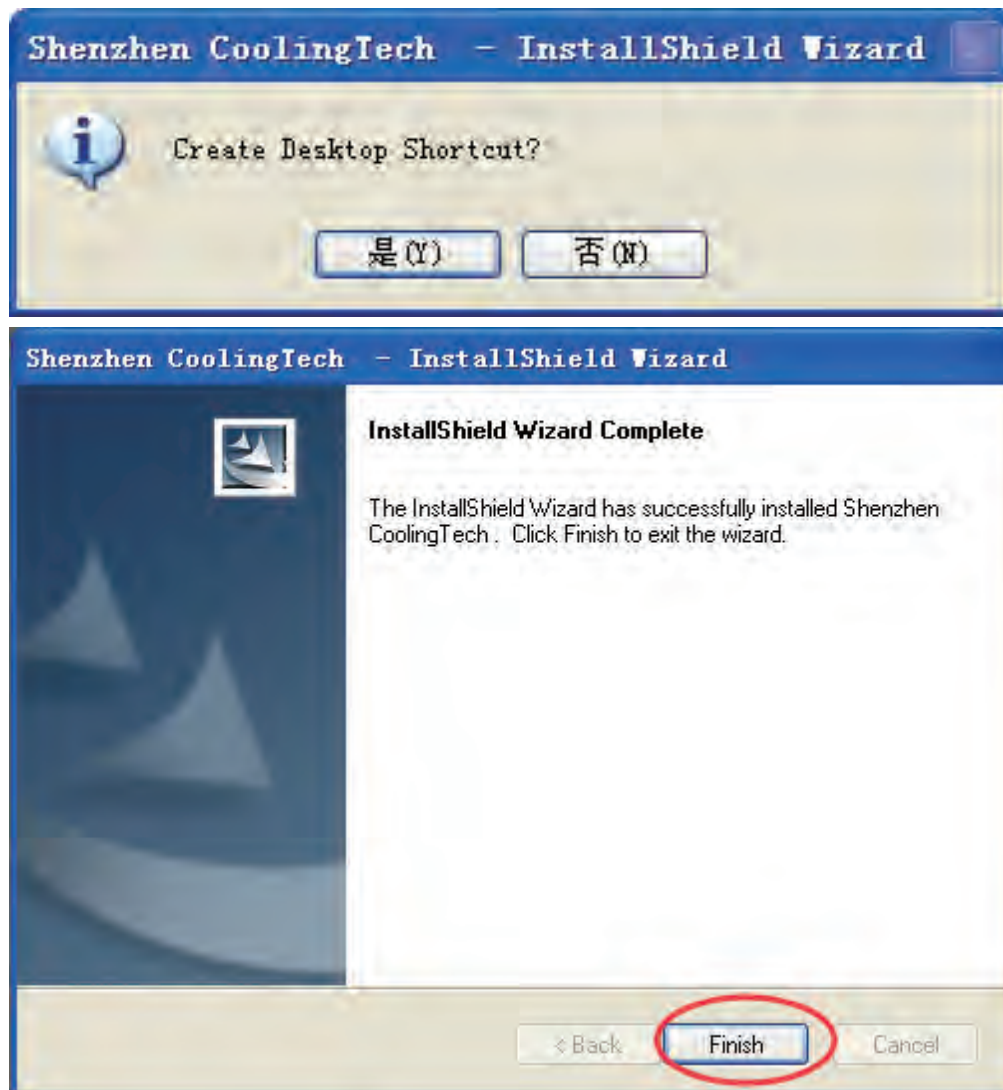 Shenzhen CoolingTech - InstallShield Wizard
Create Desktop Shortcut?
是(Y) 否(N)
Shenzhen CoolingTech - InstallShield Wizard
InstallShield Wizard Complete
The InstallShield Wizard has successfully installed Shenzhen
CoolingTech . Click Finish to exit the wizard.
< Back Finish Cancel